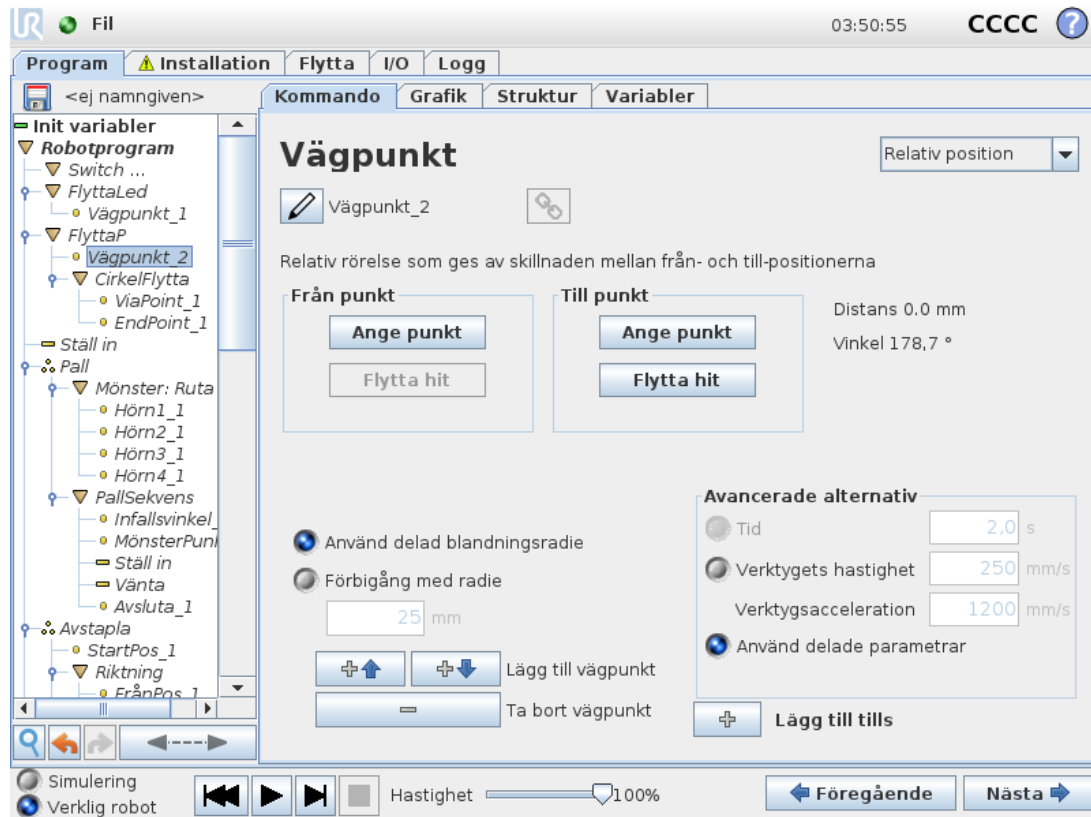 UR Fil 03:50:55 CCCC ?
Program Installation Flytta I/O Logg
<ej namngiven>
Kommando Grafik Struktur Variabler
Init variabler
Robotprogram
Switch ...
FlyttaLed
Vägpunkt_1
FlyttaP
Vägpunkt_2
CirkelFlytta
ViaPoint_1
EndPoint_1
Ställ in
Pall
Mönster: Ruta
Hörn1_1
Hörn2_1
Hörn3_1
Hörn4_1
PallSekvens
Infallsvinkel_
MönsterPunk
Ställ in
Vänta
Avsluta_1
Avstapla
StartPos_1
Riktning
FrånPos_1
Vägpunkt
Relativ position
Vägpunkt_2
Relativ rörelse som ges av skillnaden mellan från- och till-positionerna
Från punkt
Ange punkt
Flytta hit
Till punkt
Ange punkt
Flytta hit
Distans 0.0 mm
Vinkel 178,7 °
Använd delad blandningsradie
Förbigång med radie
25 mm
Lägg till vägpunkt
Ta bort vägpunkt
Avancerade alternativ
Tid 2,0 s
Verktygets hastighet 250 mm/s
Verktygsacceleration 1200 mm/s
Använd delade parametrar
Lägg till tills
Simulering
Verklig robot
Hastighet 100%
Föregående Nästa